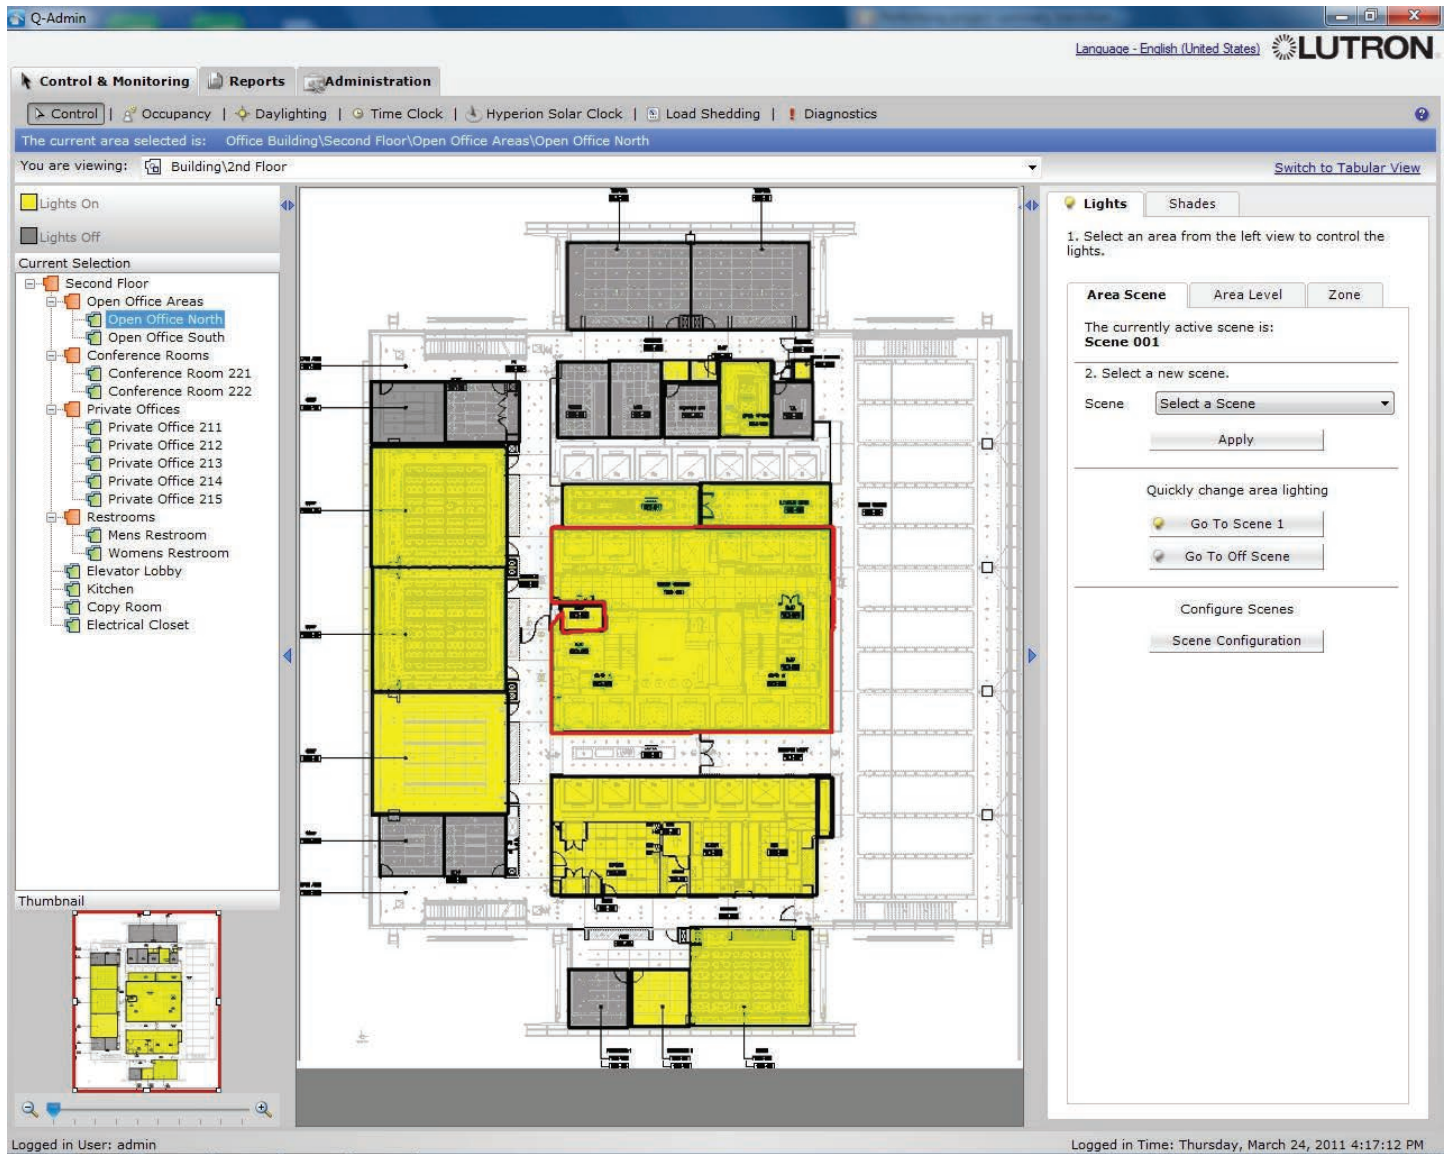 Q-Admin
Language - English (United States)
LUTRON
Control & Monitoring
Reports
Administration
Control | Occupancy | Daylighting | Time Clock | Hyperion Solar Clock | Load Shedding | Diagnostics
The current area selected is: Office Building\Second Floor\Open Office Areas\Open Office North
You are viewing: Building\2nd Floor
Switch to Tabular View
Lights On
Lights Off
Current Selection
Second Floor
Open Office Areas
Open Office North
Open Office South
Conference Rooms
Conference Room 221
Conference Room 222
Private Offices
Private Office 211
Private Office 212
Private Office 213
Private Office 214
Private Office 215
Restrooms
Mens Restroom
Womens Restroom
Elevator Lobby
Kitchen
Copy Room
Electrical Closet
Thumbnail
Lights
Shades
1. Select an area from the left view to control the
lights.
Area Scene
Area Level
Zone
The currently active scene is:
Scene 001
2. Select a new scene.
Scene
Select a Scene
Apply
Quickly change area lighting
Go To Scene 1
Go To Off Scene
Configure Scenes
Scene Configuration
Logged in User: admin
Logged in Time: Thursday, March 24, 2011 4:17:12 PM